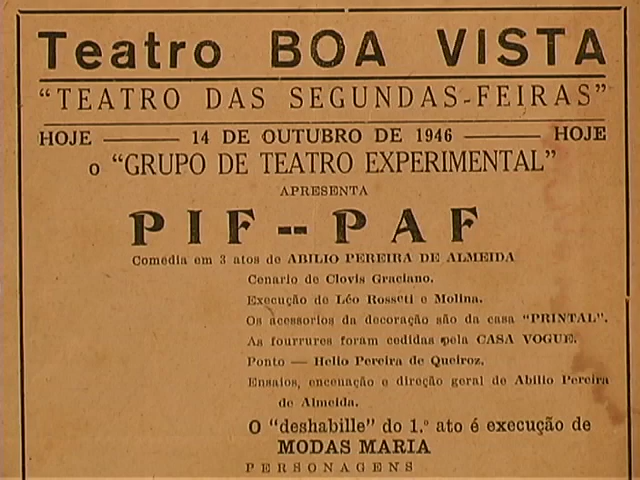 Teatro BOA VISTA
"TEATRO DAS SEGUNDAS-FEIRAS"
HOJE —— 14 DE OUTUBRO DE 1946 —— HOJE
o "GRUPO DE TEATRO EXPERIMENTAL"
APRESENTA
PIF--PAF
Comedia em 3 atos de ABILIO PEREIRA DE ALMEIDA
Cenario de Clovis Graciano.
Execução de Léo Rosseti e Molina.
Os acessorios da decoração são da casa "PRINTAL".
As fourrures foram cedidas pela CASA VOGUE.
Ponto — Helio Pereira de Queiroz.
Ensaios, encenação e direção geral de Abilio Pereira
de Almeida.
O "deshabille" do 1.º ato é execução de
MODAS MARIA
PERSONAGENS